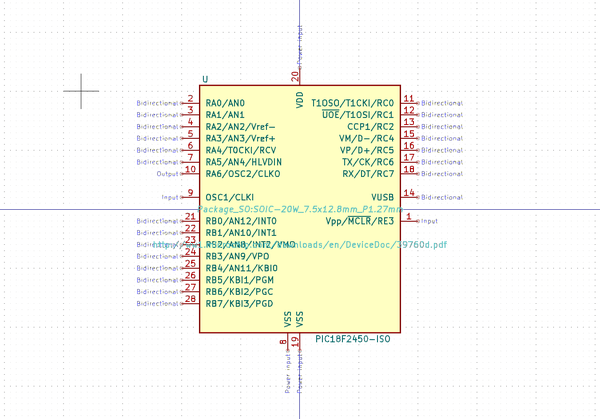 Power input
20
U
VDD
Bidirectional 2 RA0/AN0 T1OSO/T1CKI/RC0 11 Bidirectional
Bidirectional 3 RA1/AN1 UOE/T1OSI/RC1 12 Bidirectional
Bidirectional 4 RA2/AN2/Vref- CCP1/RC2 13 Bidirectional
Bidirectional 5 RA3/AN3/Vref+ VM/D-/RC4 15 Bidirectional
Bidirectional 6 RA4/T0CKI/RCV VP/D+/RC5 16 Bidirectional
Bidirectional 7 RA5/AN4/HLVDIN TX/CK/RC6 17 Bidirectional
Output 10 RA6/OSC2/CLKO RX/DT/RC7 18 Bidirectional
Input 9 OSC1/CLKI VUSB 14 Bidirectional
Package_SO:SOIC-20W_7.5x12.8mm_P1.27mm
Bidirectional 21 RB0/AN12/INT0 Vpp/MCLR/RE3 1 Input
Bidirectional 22 RB1/AN10/INT1
Bidirectional 23 RB2/AN8/INT2/VMO
/downloads/en/DeviceDoc/39760d.pdf
Bidirectional 24 RB3/AN9/VPO
Bidirectional 25 RB4/AN11/KBI0
Bidirectional 26 RB5/KBI1/PGM
Bidirectional 27 RB6/KBI2/PGC
Bidirectional 28 RB7/KBI3/PGD
VSS VSS
PIC18F2450-ISO
8 19
Power input Power input